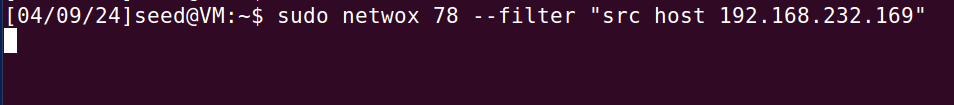 [04/09/24]seed@VM:~$ sudo netwox 78 --filter "src host 192.168.232.169"